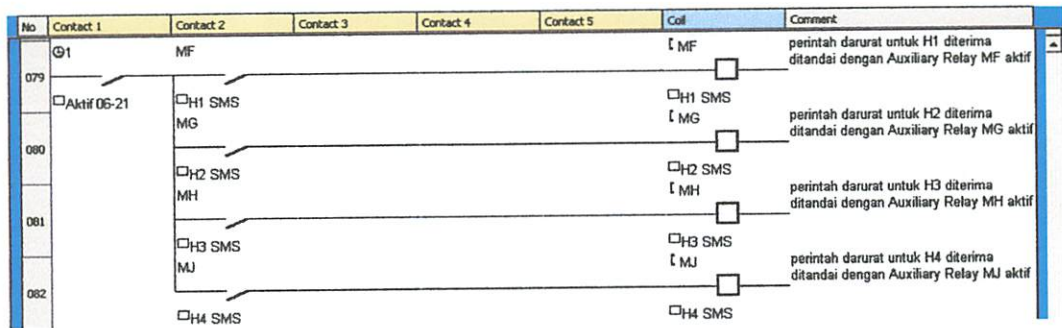 No Contact 1 Contact 2 Contact 3 Contact 4 Contact 5 Coil Comment
1 MF [ MF perintah darurat untuk H1 diterima
ditandai dengan Auxiliary Relay MF aktif
079
Aktif 06-21 H1 SMS H1 SMS
MG [ MG perintah darurat untuk H2 diterima
ditandai dengan Auxiliary Relay MG aktif
080
H2 SMS H2 SMS
MH [ MH perintah darurat untuk H3 diterima
ditandai dengan Auxiliary Relay MH aktif
081
H3 SMS H3 SMS
MJ [ MJ perintah darurat untuk H4 diterima
ditandai dengan Auxiliary Relay MJ aktif
082
H4 SMS H4 SMS